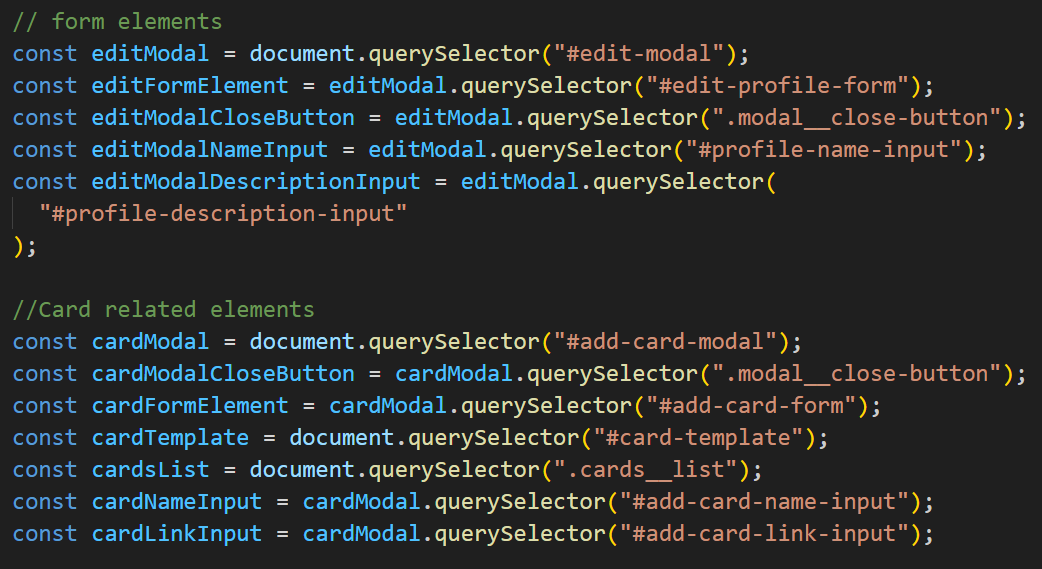 // form elements
const editModal = document.querySelector("#edit-modal");
const editFormElement = editModal.querySelector("#edit-profile-form");
const editModalCloseButton = editModal.querySelector(".modal__close-button");
const editModalNameInput = editModal.querySelector("#profile-name-input");
const editModalDescriptionInput = editModal.querySelector(
  "#profile-description-input"
);

//Card related elements
const cardModal = document.querySelector("#add-card-modal");
const cardModalCloseButton = cardModal.querySelector(".modal__close-button");
const cardFormElement = cardModal.querySelector("#add-card-form");
const cardTemplate = document.querySelector("#card-template");
const cardsList = document.querySelector(".cards__list");
const cardNameInput = cardModal.querySelector("#add-card-name-input");
const cardLinkInput = cardModal.querySelector("#add-card-link-input");